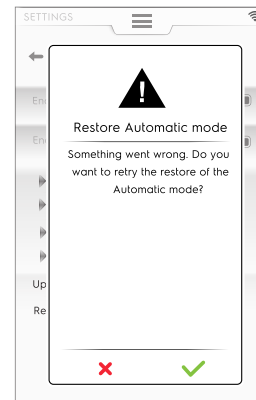 SETTINGS
Restore Automatic mode
Something went wrong. Do you
want to retry the restore of the
Automatic mode?
Up
Re